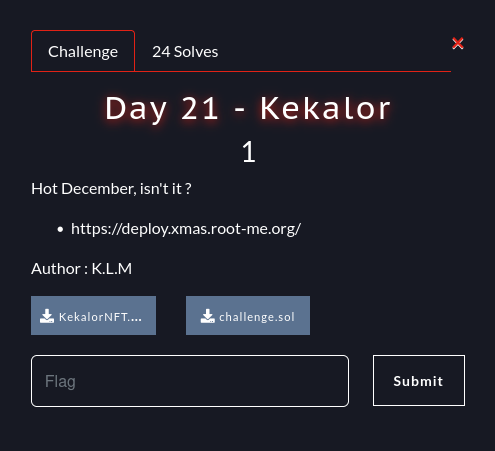 Challenge 24 Solves
Day 21 - Kekalor
1
Hot December, isn't it ?
• https://deploy.xmas.root-me.org/
Author : K.L.M
KekalorNFT.... challenge.sol
Flag Submit